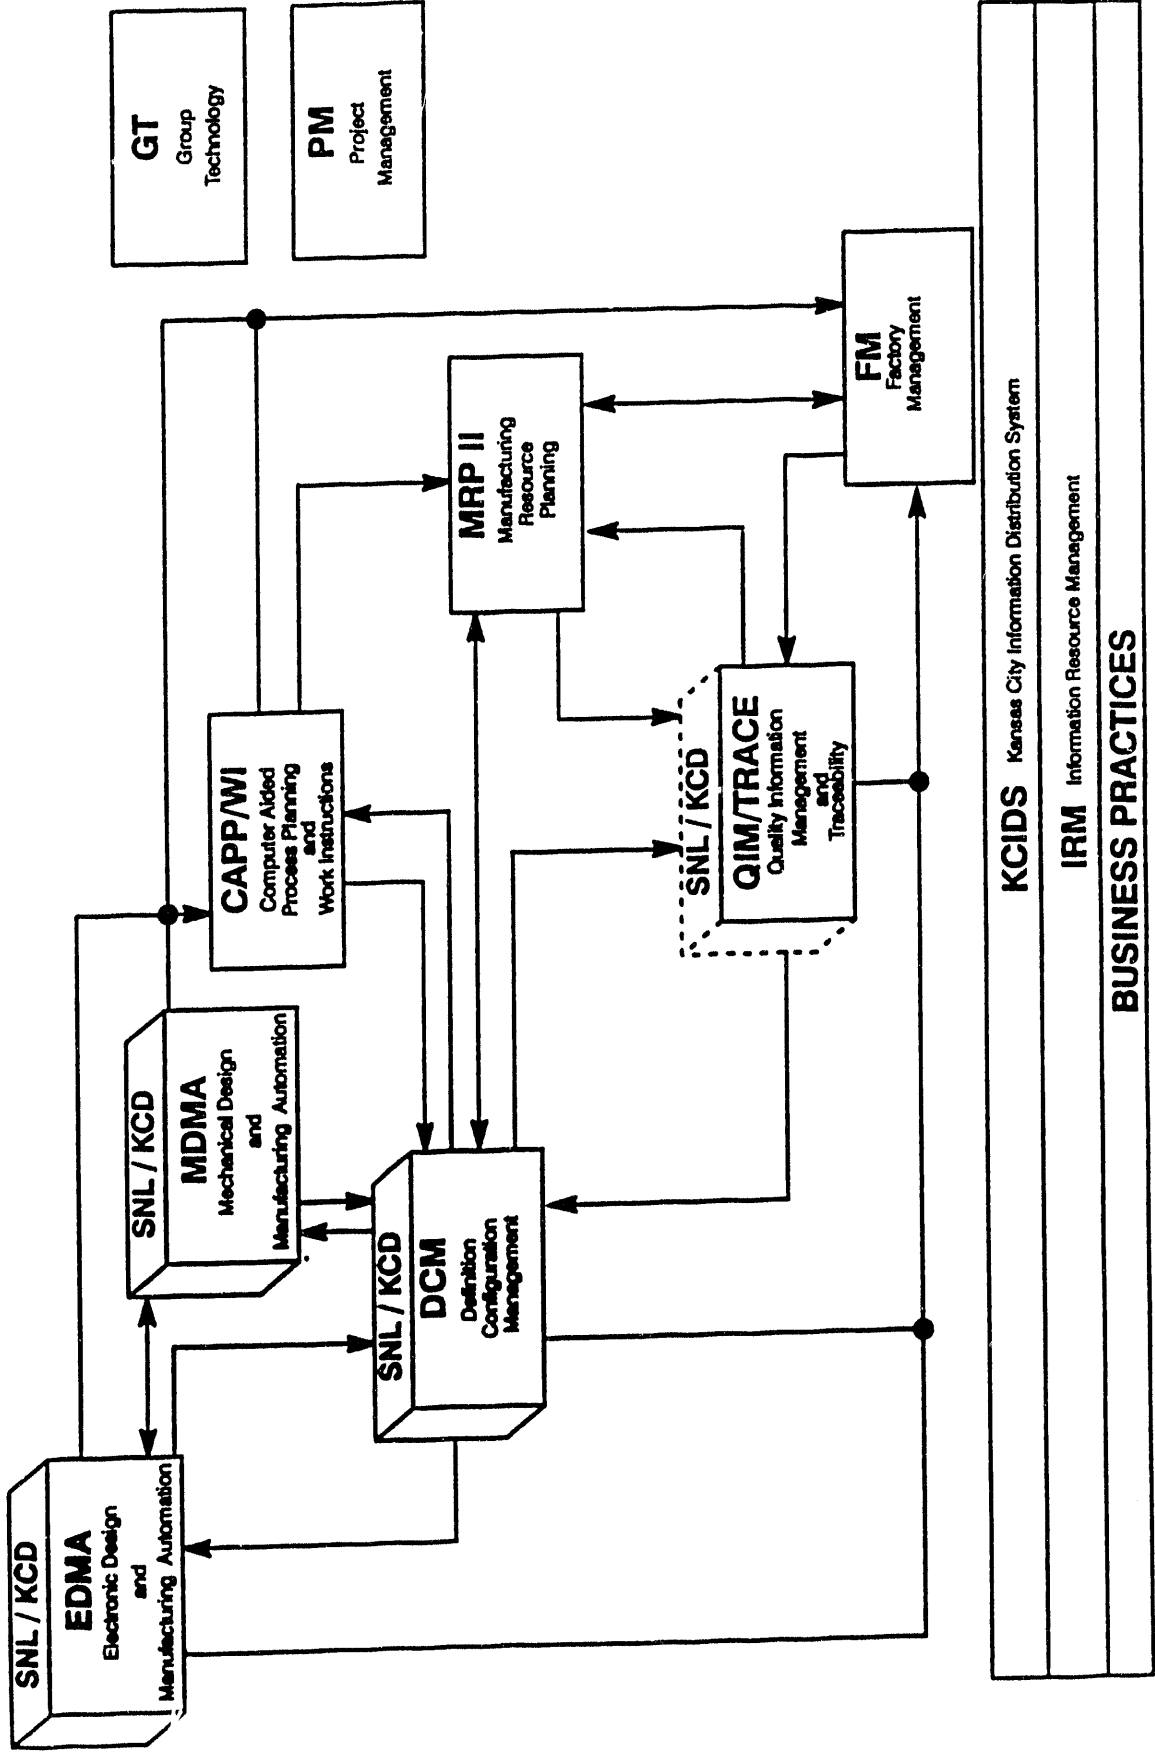 SNL / KCD
EDMA
Electronic Design
and
Manufacturing Automation
SNL / KCD
MDMA
Mechanical Design
and
Manufacturing Automation
CAPP/WI
Computer Aided
Process Planning
and
Work Instructions
GT
Group
Technology
PM
Project
Management
SNL / KCD
DCM
Definition
Configuration
Management
MRP II
Manufacturing
Resource
Planning
SNL / KCD
QIM/TRACE
Quality Information
Management
and
Traceability
FM
Factory
Management
KCIDS Kansas City Information Distribution System
IRM Information Resource Management
BUSINESS PRACTICES